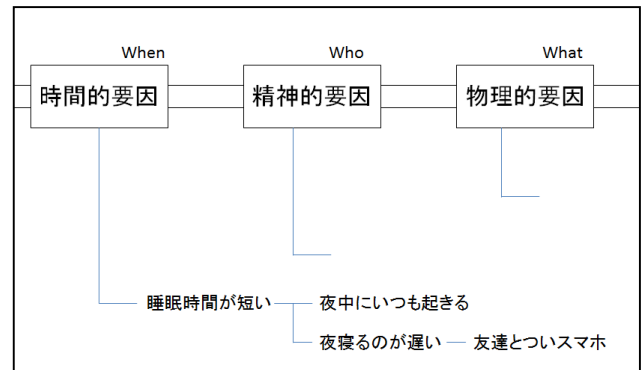 When
Who
What
時間的要因
精神的要因
物理的要因
睡眠時間が短い
夜中にいつも起きる
夜寝るのが遅い
友達とついスマホ